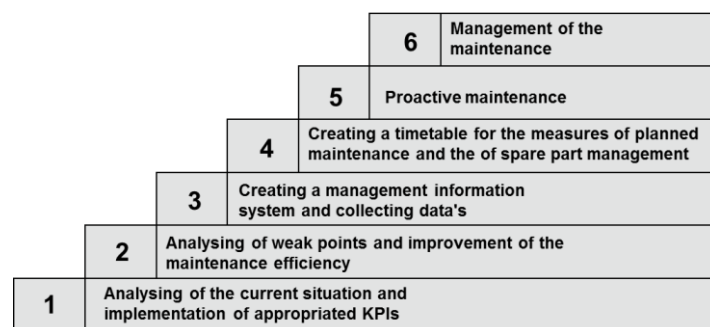 6
Management of the
maintenance
5
Proactive maintenance
4
Creating a timetable for the measures of planned
maintenance and the of spare part management
3
Creating a management information
system and collecting data's
2
Analysing of weak points and improvement of the
maintenance efficiency
1
Analysing of the current situation and
implementation of appropriated KPIs